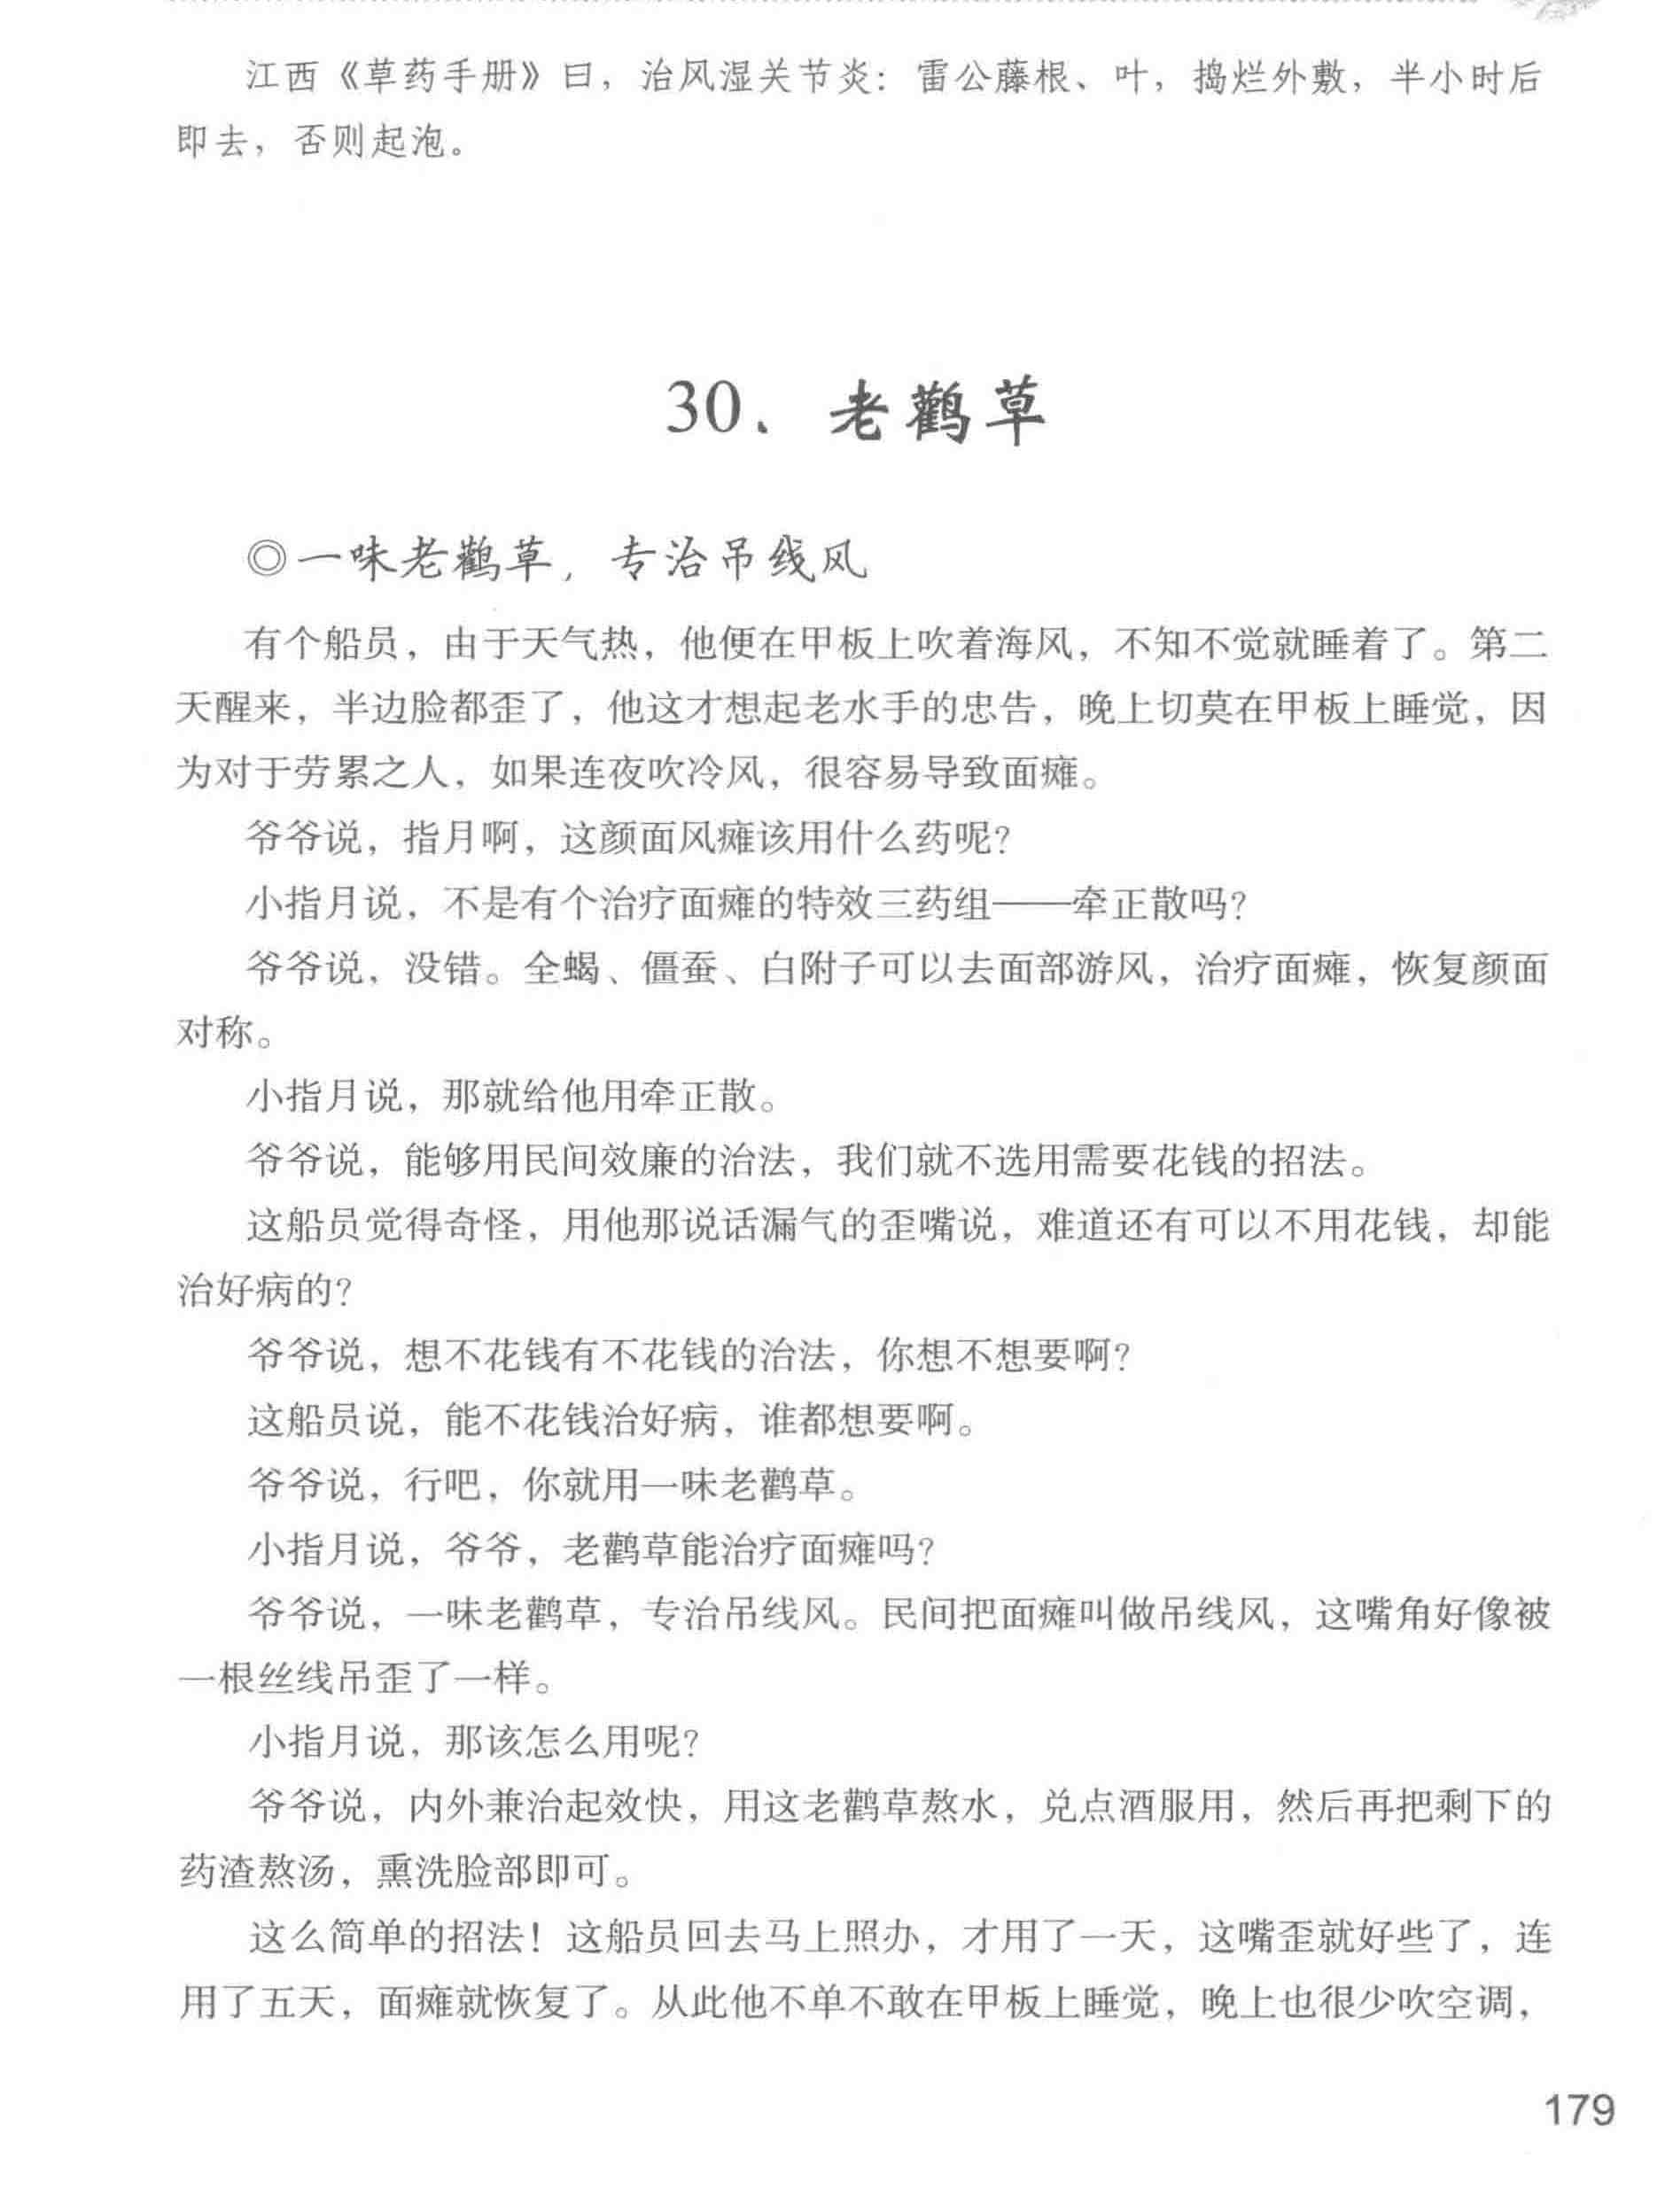 江西《草药手册》曰，治风湿关节炎：雷公藤根、叶，捣烂外敷，半小时后
即去，否则起泡。
30、老鹳草
◎一味老鹳草，专治吊线风
有个船员，由于天气热，他便在甲板上吹着海风，不知不觉就睡着了。第二
天醒来，半边脸都歪了，他这才想起老水手的忠告，晚上切莫在甲板上睡觉，因
为对于劳累之人，如果连夜吹冷风，很容易导致面瘫。
爷爷说，指月啊，这颜面风瘫该用什么药呢？
小指月说，不是有个治疗面瘫的特效三药组——牵正散吗？
爷爷说，没错。全蝎、僵蚕、白附子可以去面部游风，治疗面瘫，恢复颜面
对称。
小指月说，那就给他用牵正散。
爷爷说，能够用民间效廉的治法，我们就不选用需要花钱的招法。
这船员觉得奇怪，用他那说话漏气的歪嘴说，难道还有可以不用花钱，却能
治好病的？
爷爷说，想不花钱有不花钱的治法，你想不想要啊？
这船员说，能不花钱治好病，谁都想要啊。
爷爷说，行吧，你就用一味老鹳草。
小指月说，爷爷，老鹳草能治疗面瘫吗？
爷爷说，一味老鹳草，专治吊线风。民间把面瘫叫做吊线风，这嘴角好像被
一根丝线吊歪了一样。
小指月说，那该怎么用呢？
爷爷说，内外兼治起效快，用这老鹳草熬水，兑点酒服用，然后再把剩下的
药渣熬汤，熏洗脸部即可。
这么简单的招法！这船员回去马上照办，才用了一天，这嘴歪就好些了，连
用了五天，面瘫就恢复了。从此他不单不敢在甲板上睡觉，晚上也很少吹空调，
179